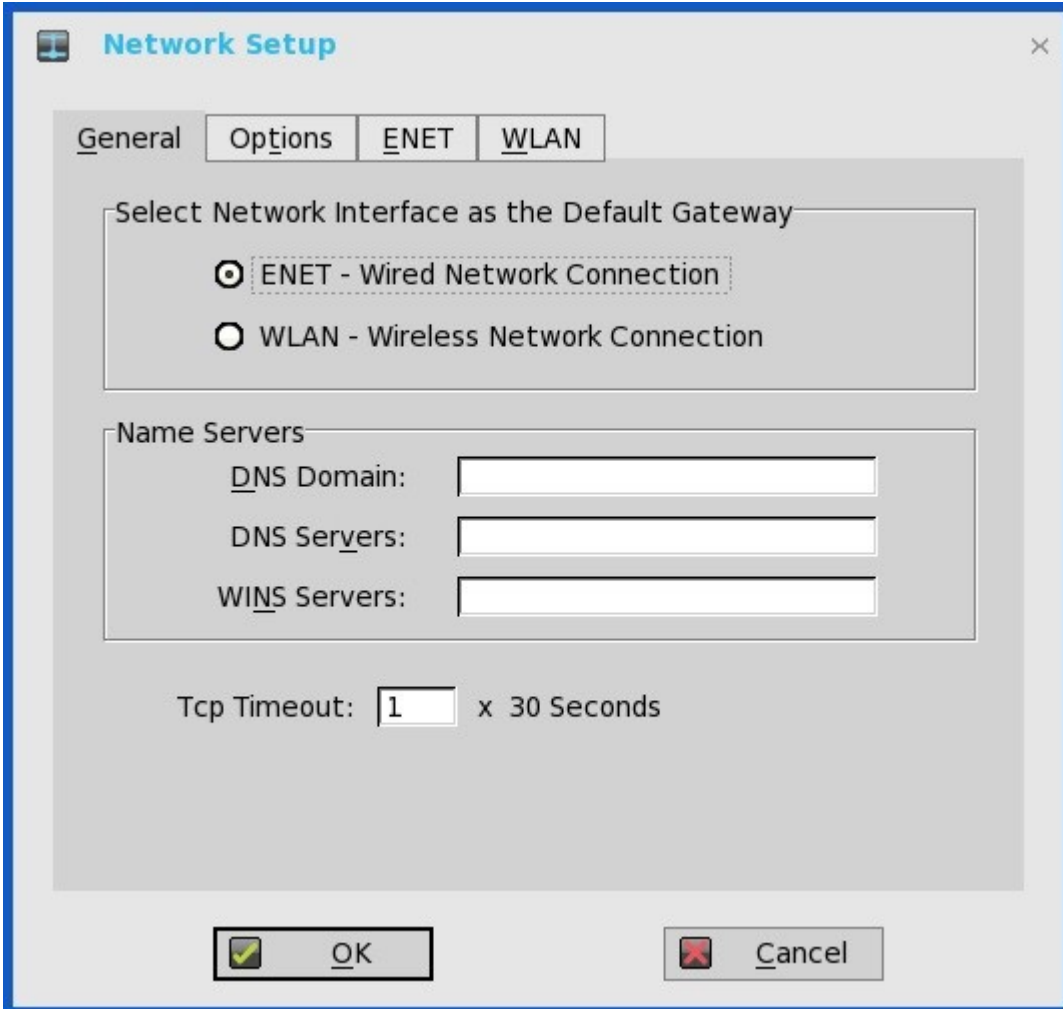 Network Setup
General Options ENET WLAN
Select Network Interface as the Default Gateway
ENET - Wired Network Connection
WLAN - Wireless Network Connection
Name Servers
DNS Domain:
DNS Servers:
WINS Servers:
Tcp Timeout: 1 x 30 Seconds
OK Cancel